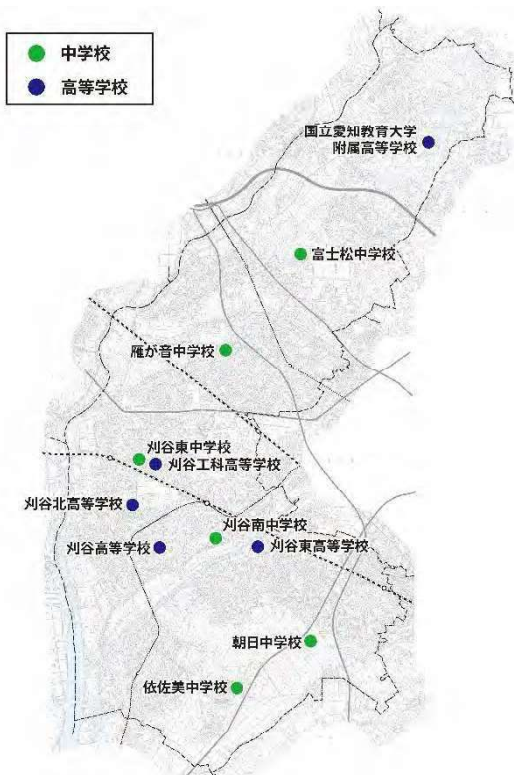 中学校
高等学校
国立愛知教育大学
附属高等学校
富士松中学校
雁が音中学校
刈谷東中学校
刈谷工科高等学校
刈谷北高等学校
刈谷南中学校
刈谷高等学校
刈谷東高等学校
朝日中学校
依佐美中学校